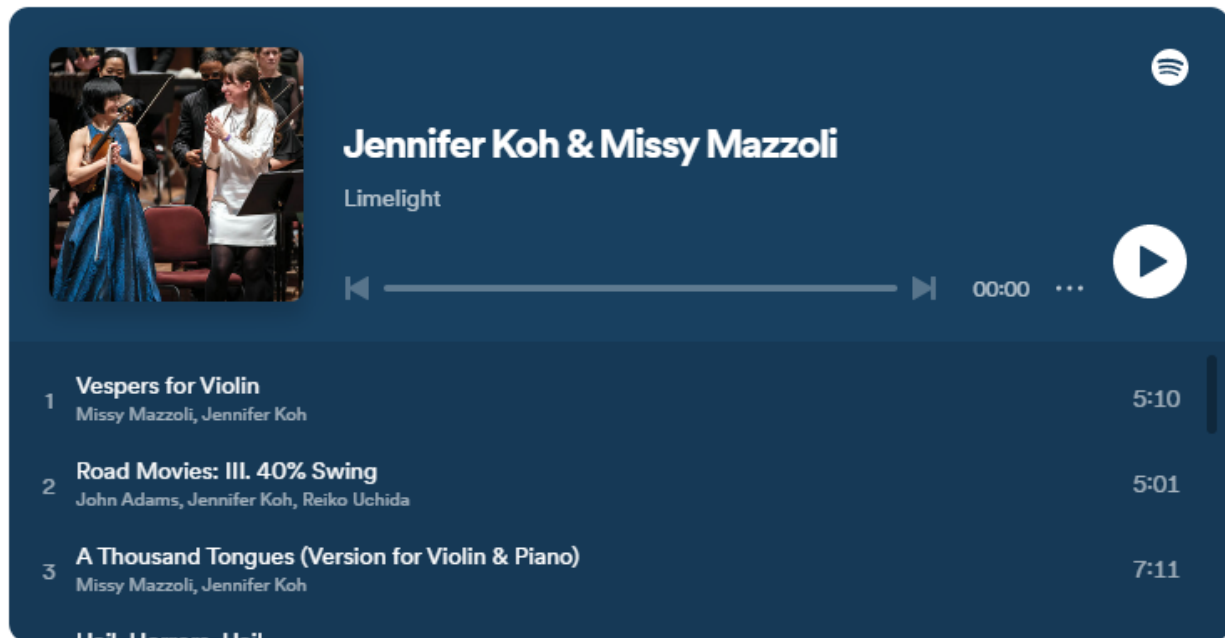 Jennifer Koh & Missy Mazzoli
Limelight
00:00
1
Vespers for Violin
Missy Mazzoli, Jennifer Koh
5:10
2
Road Movies: III. 40% Swing
John Adams, Jennifer Koh, Reiko Uchida
5:01
3
A Thousand Tongues (Version for Violin & Piano)
Missy Mazzoli, Jennifer Koh
7:11